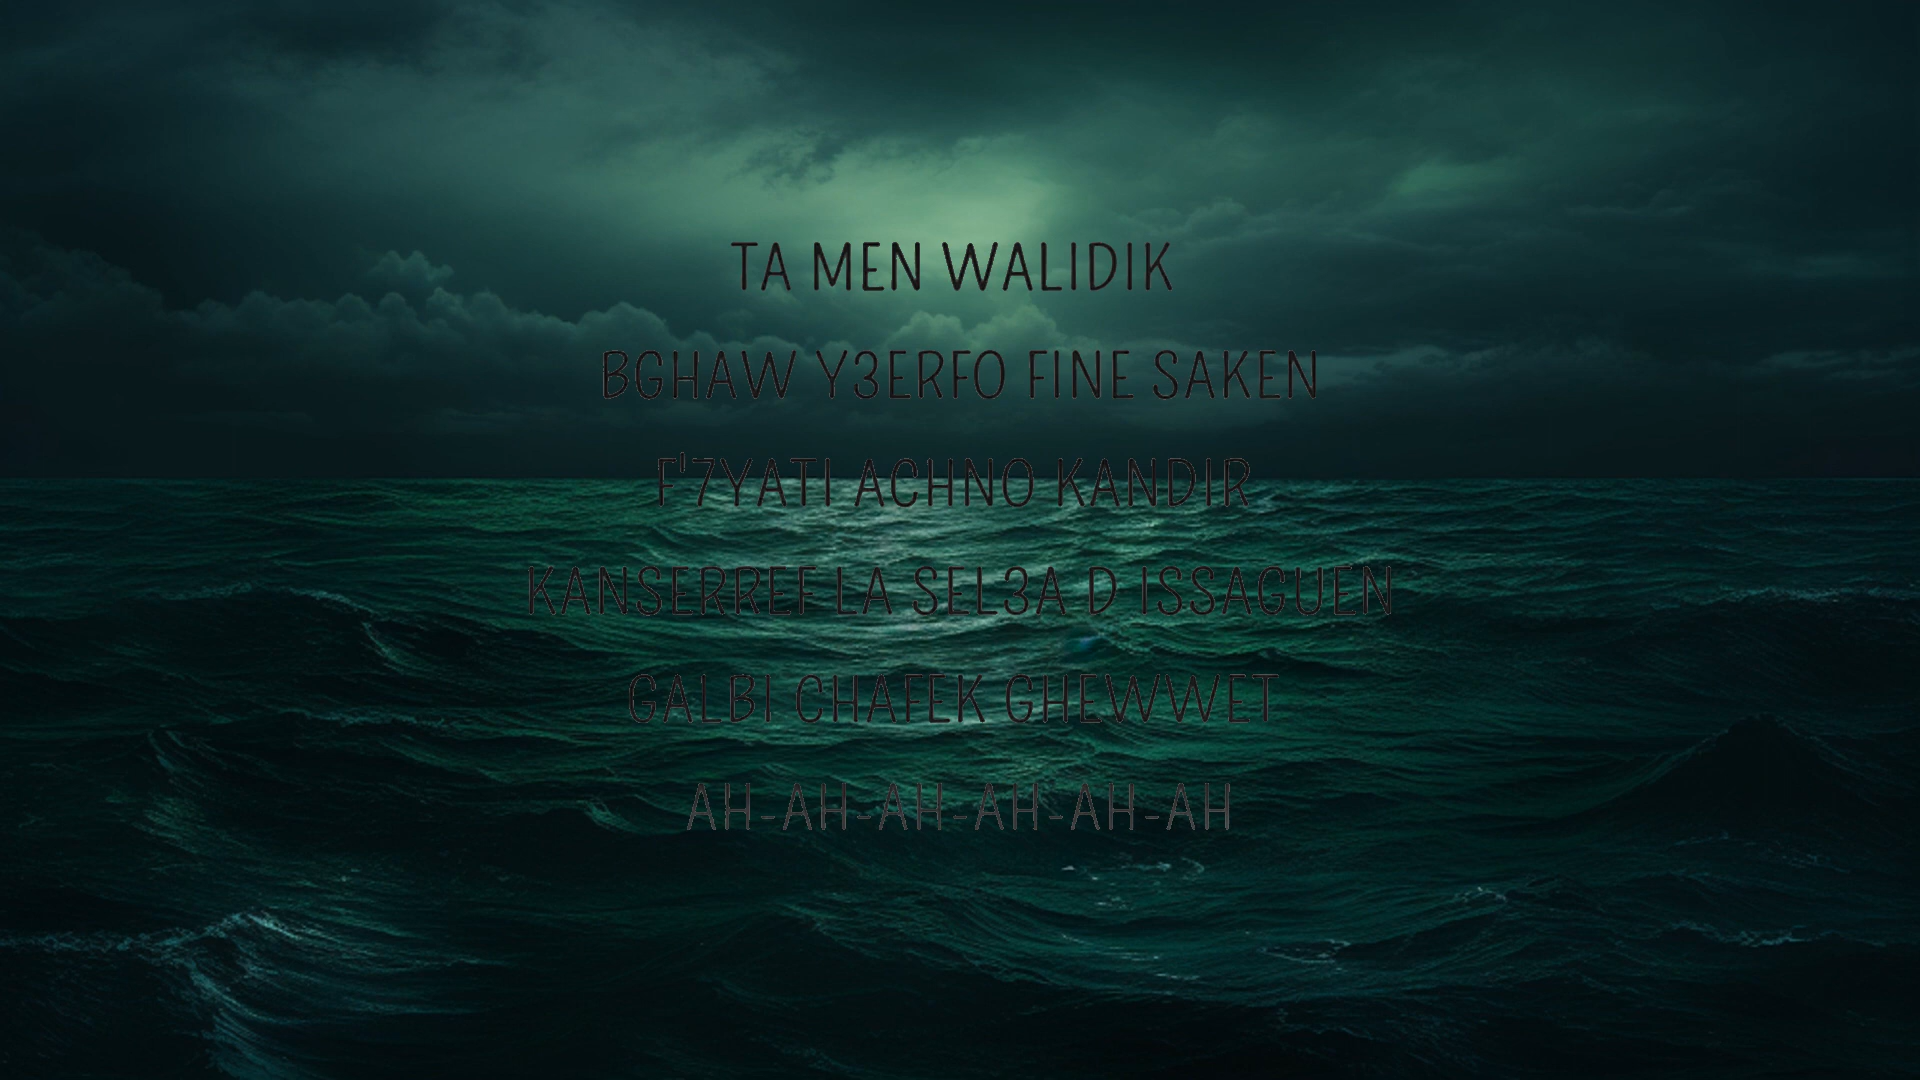 TA MEN WALIDIK
BGHAW Y3ERFO FINE SAKEN
F'7YATI ACHNO KANDIR
KANSERREF LA SEL3A D ISSAGUEN
GALBI CHAFEK GHEWWET
AH-AH-AH-AH-AH-AH